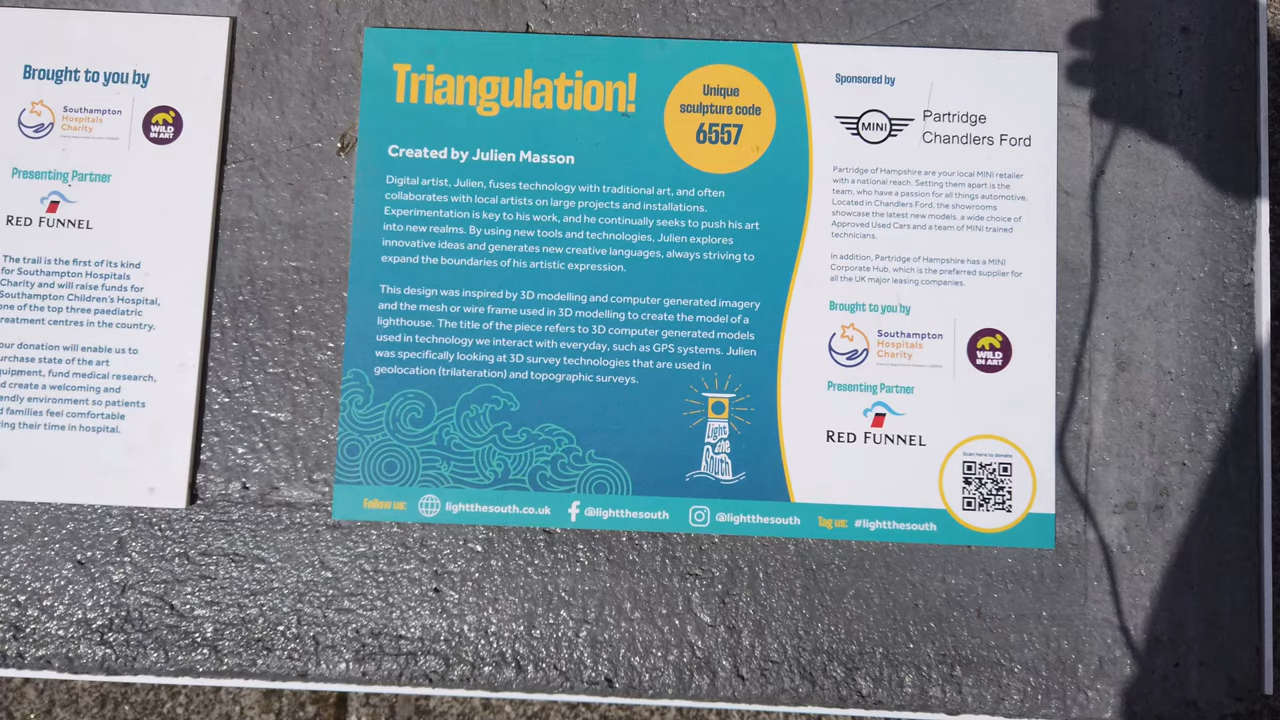 Brought to you by
Southampton
Hospitals
Charity
WILD
IN ART
Presenting Partner
RED FUNNEL
The trail is the first of its kind
for Southampton Hospitals
Charity and will raise funds for
Southampton Children's Hospital,
one of the top three paediatric
reatment centres in the country.
our donation will enable us to
urchase state of the art
quipment, fund medical research,
d create a welcoming and
endly environment so patients
d families feel comfortable
ing their time in hospital.
Triangulation!
Unique
sculpture code
6557
Created by Julien Masson
Digital artist, Julien, fuses technology with traditional art, and often
collaborates with local artists on large projects and installations.
Experimentation is key to his work, and he continually seeks to push his art
into new realms. By using new tools and technologies, Julien explores
innovative ideas and generates new creative languages, always striving to
expand the boundaries of his artistic expression.
This design was inspired by 3D modelling and computer generated imagery
and the mesh or wire frame used in 3D modelling to create the model of a
lighthouse. The title of the piece refers to 3D computer generated models
used in technology we interact with everyday, such as GPS systems. Julien
was specifically looking at 3D survey technologies that are used in
geolocation (trilateration) and topographic surveys.
Light
the
South
Follow us:
lightthesouth.co.uk
@lightthesouth
@lightthesouth
Tag us: #lightthesouth
Sponsored by
MINI
Partridge
Chandlers Ford
Partridge of Hampshire are your local MINI retailer
with a national reach. Setting them apart is the
team, who have a passion for all things automotive.
Located in Chandlers Ford, the showrooms
showcase the latest new models, a wide choice of
Approved Used Cars and a team of MINI trained
technicians.
In addition, Partridge of Hampshire has a MINI
Corporate Hub, which is the preferred supplier for
all the UK major leasing companies.
Brought to you by
Southampton
Hospitals
Charity
WILD
IN ART
Presenting Partner
RED FUNNEL
Scan here to donate